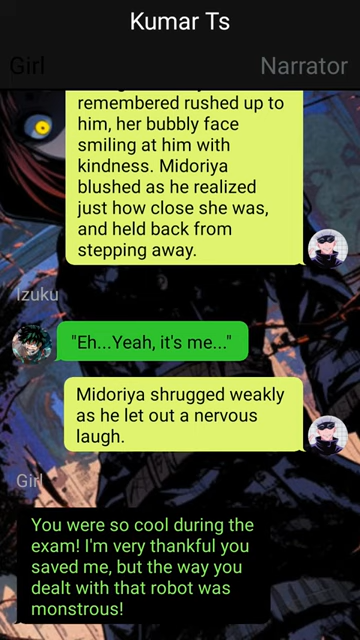 Kumar Ts
Girl
Narrator
remembered rushed up to
him, her bubbly face
smiling at him with
kindness. Midoriya
blushed as he realized
just how close she was,
and held back from
stepping away.
Izuku
"Eh...Yeah, it's me..."
Midoriya shrugged weakly
as he let out a nervous
laugh.
Girl
You were so cool during the
exam! I'm very thankful you
saved me, but the way you
dealt with that robot was
monstrous!